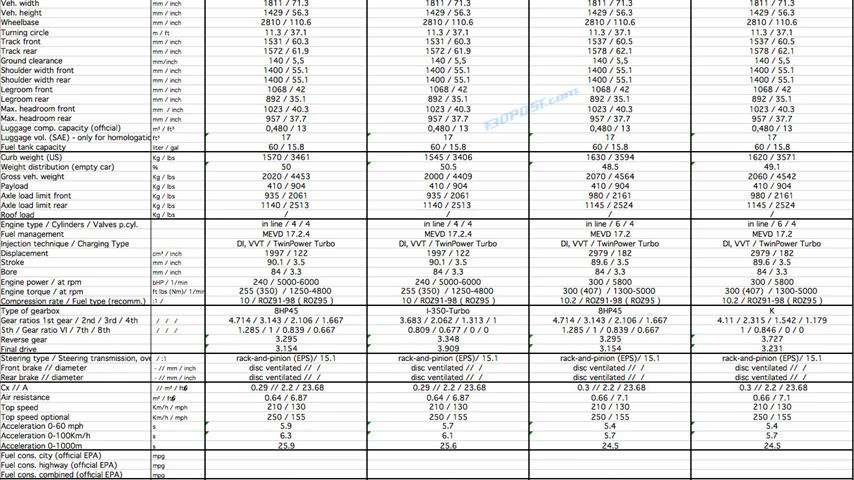 Veh. width mm / inch 1811 / 71.3 1811 / 71.3 1811 / 71.3 1811 / 71.3
Veh. height mm / inch 1429 / 56.3 1429 / 56.3 1429 / 56.3 1429 / 56.3
Wheelbase mm / inch 2810 / 110.6 2810 / 110.6 2810 / 110.6 2810 / 110.6
Turning circle m / ft 11.3 / 37.1 11.3 / 37.1 11.3 / 37.1 11.3 / 37.1
Track front mm / inch 1531 / 60.3 1531 / 60.3 1537 / 60.5 1537 / 60.5
Track rear mm / inch 1572 / 61.9 1572 / 61.9 1578 / 62.1 1578 / 62.1
Ground clearance mm/inch 140 / 5,5 140 / 5,5 140 / 5,5 140 / 5,5
Shoulder width front mm / inch 1400 / 55.1 1400 / 55.1 1400 / 55.1 1400 / 55.1
Shoulder width rear mm / inch 1400 / 55.1 1400 / 55.1 1400 / 55.1 1400 / 55.1
Legroom front mm / inch 1068 / 42 1068 / 42 1068 / 42 1068 / 42
Legroom rear mm / inch 892 / 35.1 892 / 35.1 892 / 35.1 892 / 35.1
Max. headroom front mm / inch 1023 / 40.3 1023 / 40.3 1023 / 40.3 1023 / 40.3
Max. headroom rear mm / inch 957 / 37.7 957 / 37.7 957 / 37.7 957 / 37.7
F30POST.com
Luggage comp. capacity (official) m³ / ft³ 0,480 / 13 0,480 / 13 0,480 / 13 0,480 / 13
Luggage vol. (SAE) - only for homologatic ft³ 17 17 17 17
Fuel tank capacity liter / gal 60 / 15.8 60 / 15.8 60 / 15.8 60 / 15.8
Curb weight (US) Kg / lbs 1570 / 3461 1545 / 3406 1630 / 3594 1620 / 3571
Weight distribution (empty car) % 50 50.5 48.5 49.1
Gross veh. weight Kg / lbs 2020 / 4453 2000 / 4409 2070 / 4564 2060 / 4542
Payload Kg / lbs 410 / 904 410 / 904 410 / 904 410 / 904
Axle load limit front Kg / lbs 935 / 2061 935 / 2061 980 / 2161 980 / 2161
Axle load limit rear Kg / lbs 1140 / 2513 1140 / 2513 1145 / 2524 1145 / 2524
Roof load Kg / lbs / / / /
Engine type / Cylinders / Valves p.cyl. in line / 4 / 4 in line / 4 / 4 in line / 6 / 4 in line / 6 / 4
Fuel management MEVD 17.2.4 MEVD 17.2.4 MEVD 17.2 MEVD 17.2
Injection technique / Charging Type DI, VVT / TwinPower Turbo DI, VVT / TwinPower Turbo DI, VVT / TwinPower Turbo DI, VVT / TwinPower Turbo
Displacement cm³ / inch 1997 / 122 1997 / 122 2979 / 182 2979 / 182
Stroke mm / inch 90.1 / 3.5 90.1 / 3.5 89.6 / 3.5 89.6 / 3.5
Bore mm / inch 84 / 3.3 84 / 3.3 84 / 3.3 84 / 3.3
Engine power / at rpm bHP / 1/min 240 / 5000-6000 240 / 5000-6000 300 / 5800 300 / 5800
Engine torque / at rpm ft lbs (Nm)/ 1/min 255 (350) / 1250-4800 255 (350) / 1250-4800 300 (407) / 1300-5000 300 (407) / 1300-5000
Compression rate / Fuel type (recomm.) :1 / 10 / ROZ91-98 ( ROZ95 ) 10 / ROZ91-98 ( ROZ95 ) 10.2 / ROZ91-98 ( ROZ95 ) 10.2 / ROZ91-98 ( ROZ95 )
Type of gearbox 8HP45 I-350-Turbo 8HP45 K
Gear ratios 1st gear / 2nd / 3rd / 4th / / / 4.714 / 3.143 / 2.106 / 1.667 3.683 / 2.062 / 1.313 / 1 4.714 / 3.143 / 2.106 / 1.667 4.11 / 2.315 / 1.542 / 1.179
5th / Gear ratio VI / 7th / 8th / / / 1.285 / 1 / 0.839 / 0.667 0.809 / 0.677 / 0 / 0 1.285 / 1 / 0.839 / 0.667 1 / 0.846 / 0 / 0
Reverse gear 3.295 3.348 3.295 3.727
Final drive 3.154 3.909 3.154 3.231
Steering type / Steering transmission, ove / :1 rack-and-pinion (EPS)/ 15.1 rack-and-pinion (EPS)/ 15.1 rack-and-pinion (EPS)/ 15.1 rack-and-pinion (EPS)/ 15.1
Front brake // diameter - // mm / inch disc ventilated // / disc ventilated // / disc ventilated // / disc ventilated // /
Rear brake // diameter - // mm / inch disc ventilated // / disc ventilated // / disc ventilated // / disc ventilated // /
Cx // A 0.29 // 2.2 / 23.68 0.29 // 2.2 / 23.68 0.3 // 2.2 / 23.68 0.3 // 2.2 / 23.68
Air resistance 0.64 / 6.87 0.64 / 6.87 0.66 / 7.1 0.66 / 7.1
Top speed Km/h / mph 210 / 130 210 / 130 210 / 130 210 / 130
Top speed optional Km/h / mph 250 / 155 250 / 155 250 / 155 250 / 155
Acceleration 0-60 mph s 5.9 5.7 5.4 5.4
Acceleration 0-100Km/h s 6.3 6.1 5.7 5.7
Acceleration 0-1000m s 25.9 25.6 24.5 24.5
Fuel cons. city (official EPA) mpg
Fuel cons. highway (official EPA) mpg
Fuel cons. combined (official EPA) mpg